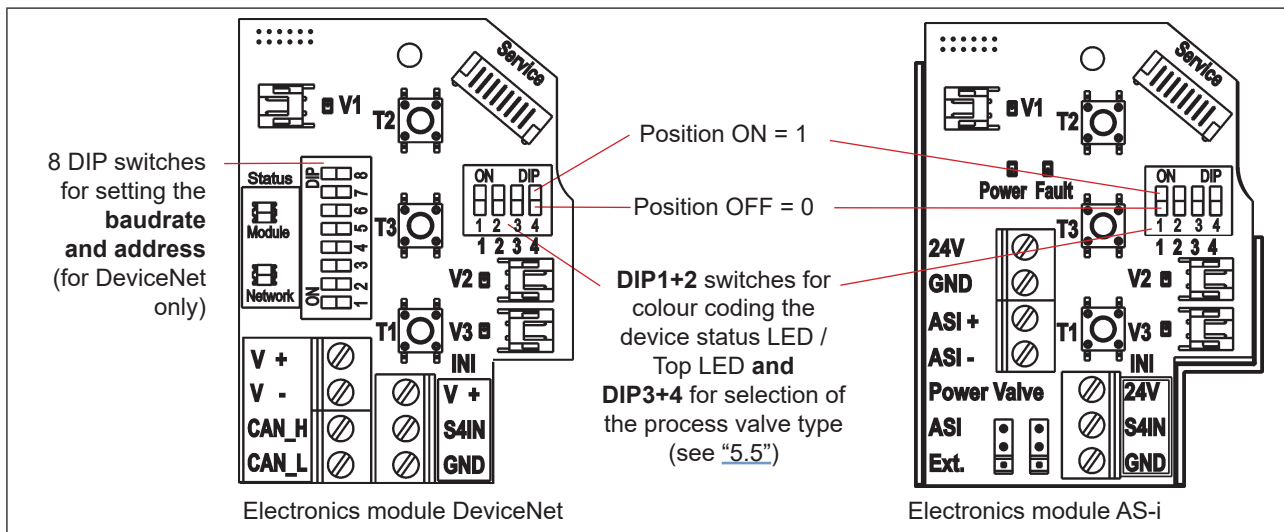 Service
V1
T2
8 DIP switches
for setting the
baudrate
and address
(for DeviceNet
only)
Status
Module
Network
DIP
8
7
6
5
4
3
2
1
ON
T3
ON DIP
1 2 3 4
1 2 3 4
V2
T1
V3
INI
V +
V -
CAN_H
CAN_L
V +
S4IN
GND
Electronics module DeviceNet
Position ON = 1
Position OFF = 0
DIP1+2 switches for
colour coding the
device status LED /
Top LED and
DIP3+4 for selection of
the process valve type
(see "5.5")
Service
V1
T2
Power Fault
ON DIP
1 2 3 4
1 2 3 4
T3
24V
GND
ASI +
ASI -
V2
T1
V3
INI
Power Valve
ASI
Ext.
24V
S4IN
GND
Electronics module AS-i